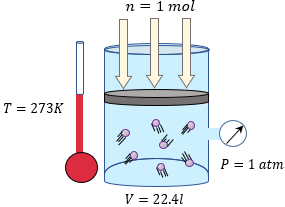 n = 1 mol
T = 273K
P = 1 atm
V = 22.4l